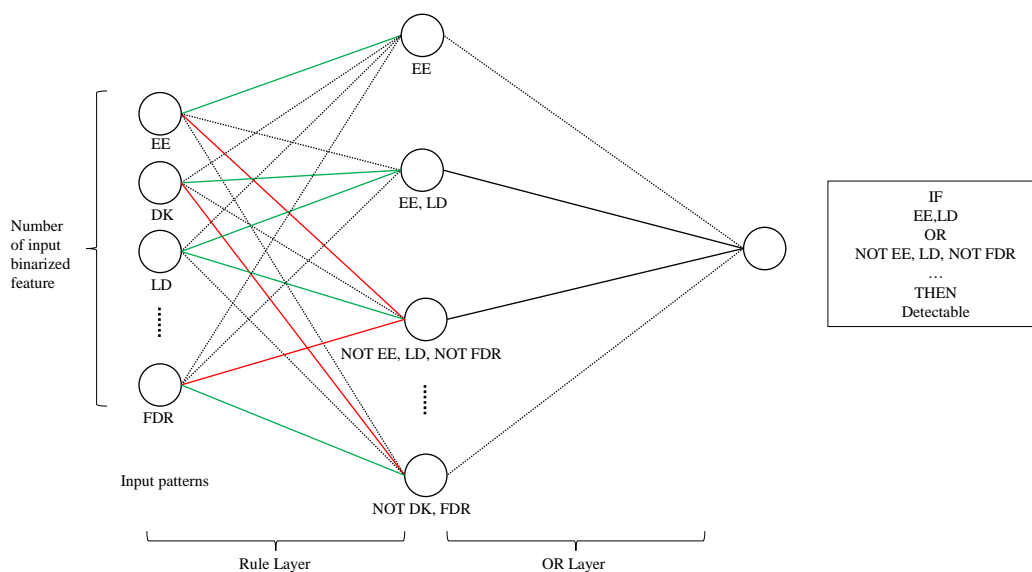 EE
EE
DK
LD
FDR
Number
of input
binarized
feature
EE, LD
NOT EE, LD, NOT FDR
NOT DK, FDR
Input patterns
Rule Layer
OR Layer
IF
EE,LD
OR
NOT EE, LD, NOT FDR
…
THEN
Detectable